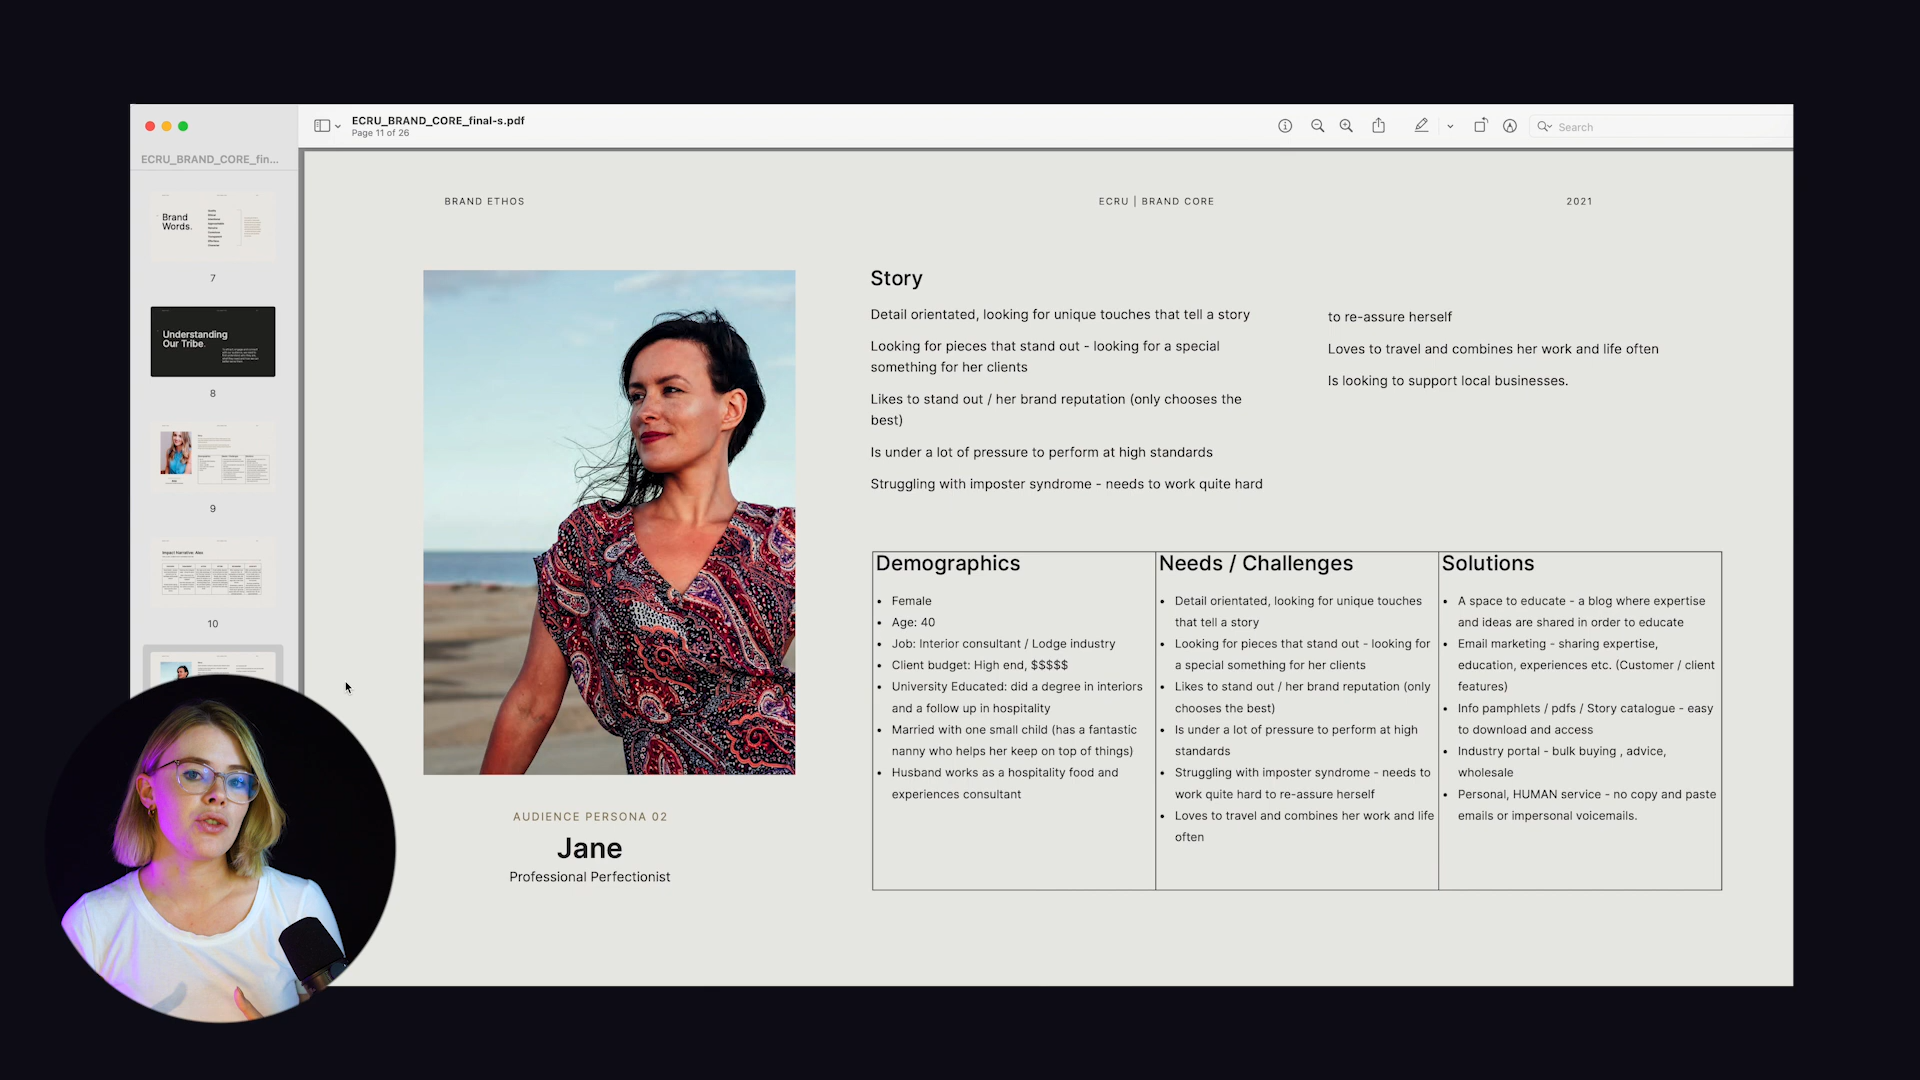 ECRU_BRAND_CORE_final-s.pdf
Page 11 of 26
Search
ECRU_BRAND_CORE_fin...
Brand
Words.
7
Understanding
Our Tribe.
8
9
Impact Narrative: Alex
10
BRAND ETHOS
ECRU | BRAND CORE
2021
AUDIENCE PERSONA 02
Jane
Professional Perfectionist
Story
Detail orientated, looking for unique touches that tell a story
Looking for pieces that stand out - looking for a special
something for her clients
Likes to stand out / her brand reputation (only chooses the
best)
Is under a lot of pressure to perform at high standards
Struggling with imposter syndrome - needs to work quite hard
to re-assure herself
Loves to travel and combines her work and life often
Is looking to support local businesses.
Demographics
• Female
• Age: 40
• Job: Interior consultant / Lodge industry
• Client budget: High end, $$$$$
• University Educated: did a degree in interiors
and a follow up in hospitality
• Married with one small child (has a fantastic
nanny who helps her keep on top of things)
• Husband works as a hospitality food and
experiences consultant
Needs / Challenges
• Detail orientated, looking for unique touches
that tell a story
• Looking for pieces that stand out - looking for
a special something for her clients
• Likes to stand out / her brand reputation (only
chooses the best)
• Is under a lot of pressure to perform at high
standards
• Struggling with imposter syndrome - needs to
work quite hard to re-assure herself
• Loves to travel and combines her work and life
often
Solutions
• A space to educate - a blog where expertise
and ideas are shared in order to educate
• Email marketing - sharing expertise,
education, experiences etc. (Customer / client
features)
• Info pamphlets / pdfs / Story catalogue - easy
to download and access
• Industry portal - bulk buying , advice,
wholesale
• Personal, HUMAN service - no copy and paste
emails or impersonal voicemails.